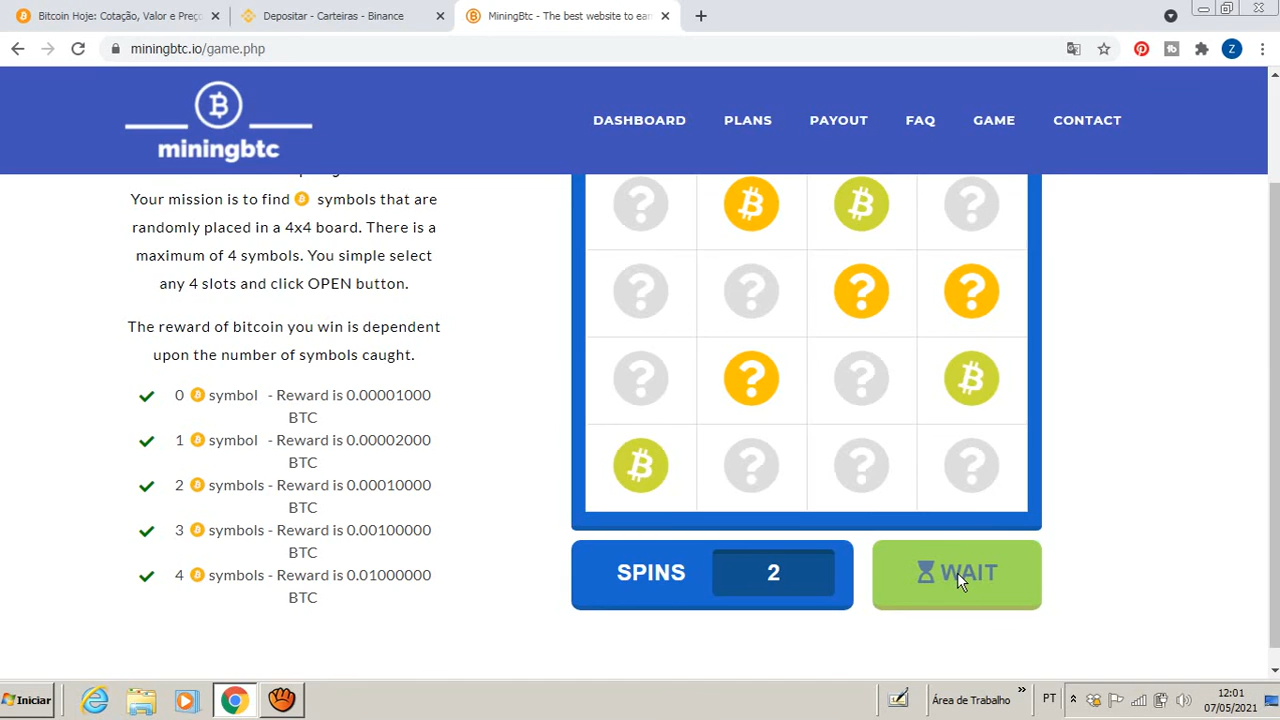 Bitcoin Hoje: Cotação, Valor e Preç
Depositar - Carteiras - Binance
MiningBtc - The best website to ear
miningbtc.io/game.php
Z
miningbtc
DASHBOARD PLANS PAYOUT FAQ GAME CONTACT
Your mission is to find symbols that are
randomly placed in a 4x4 board. There is a
maximum of 4 symbols. You simple select
any 4 slots and click OPEN button.
The reward of bitcoin you win is dependent
upon the number of symbols caught.
0 symbol - Reward is 0.00001000
BTC
1 symbol - Reward is 0.00002000
BTC
2 symbols - Reward is 0.00010000
BTC
3 symbols - Reward is 0.00100000
BTC
4 symbols - Reward is 0.01000000
BTC
? ?
? ? ? ?
? ? ?
? ? ?
SPINS 2 WAIT
Iniciar
Área de Trabalho
PT
12:01
07/05/2021